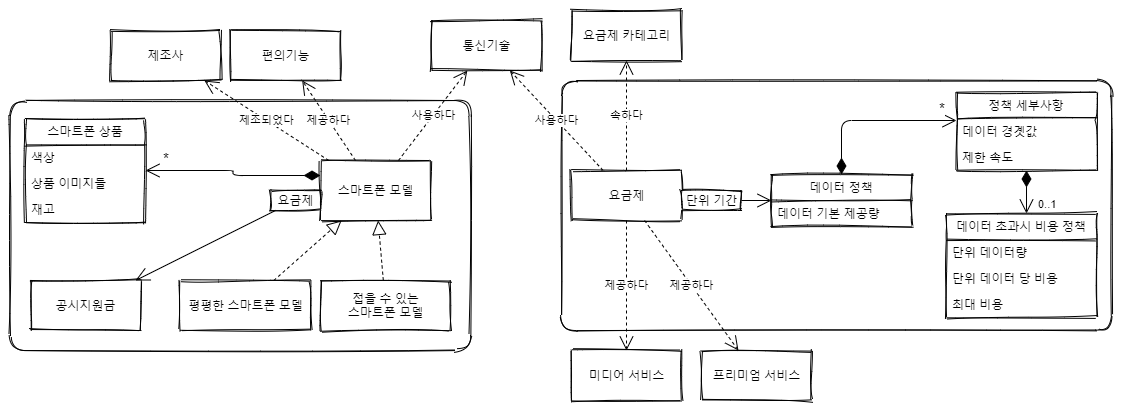 제조사
편의기능
통신기술
요금제 카테고리
제조되었다
제공하다
사용하다
사용하다
속하다
스마트폰 상품
색상
상품 이미지들
재고
*
스마트폰 모델
요금제
공시지원금
평평한 스마트폰 모델
접을 수 있는
스마트폰 모델
요금제
단위 기간
데이터 정책
데이터 기본 제공량
*
정책 세부사항
데이터 경곗값
제한 속도
0..1
데이터 초과시 비용 정책
단위 데이터량
단위 데이터 당 비용
최대 비용
제공하다
제공하다
미디어 서비스
프리미엄 서비스